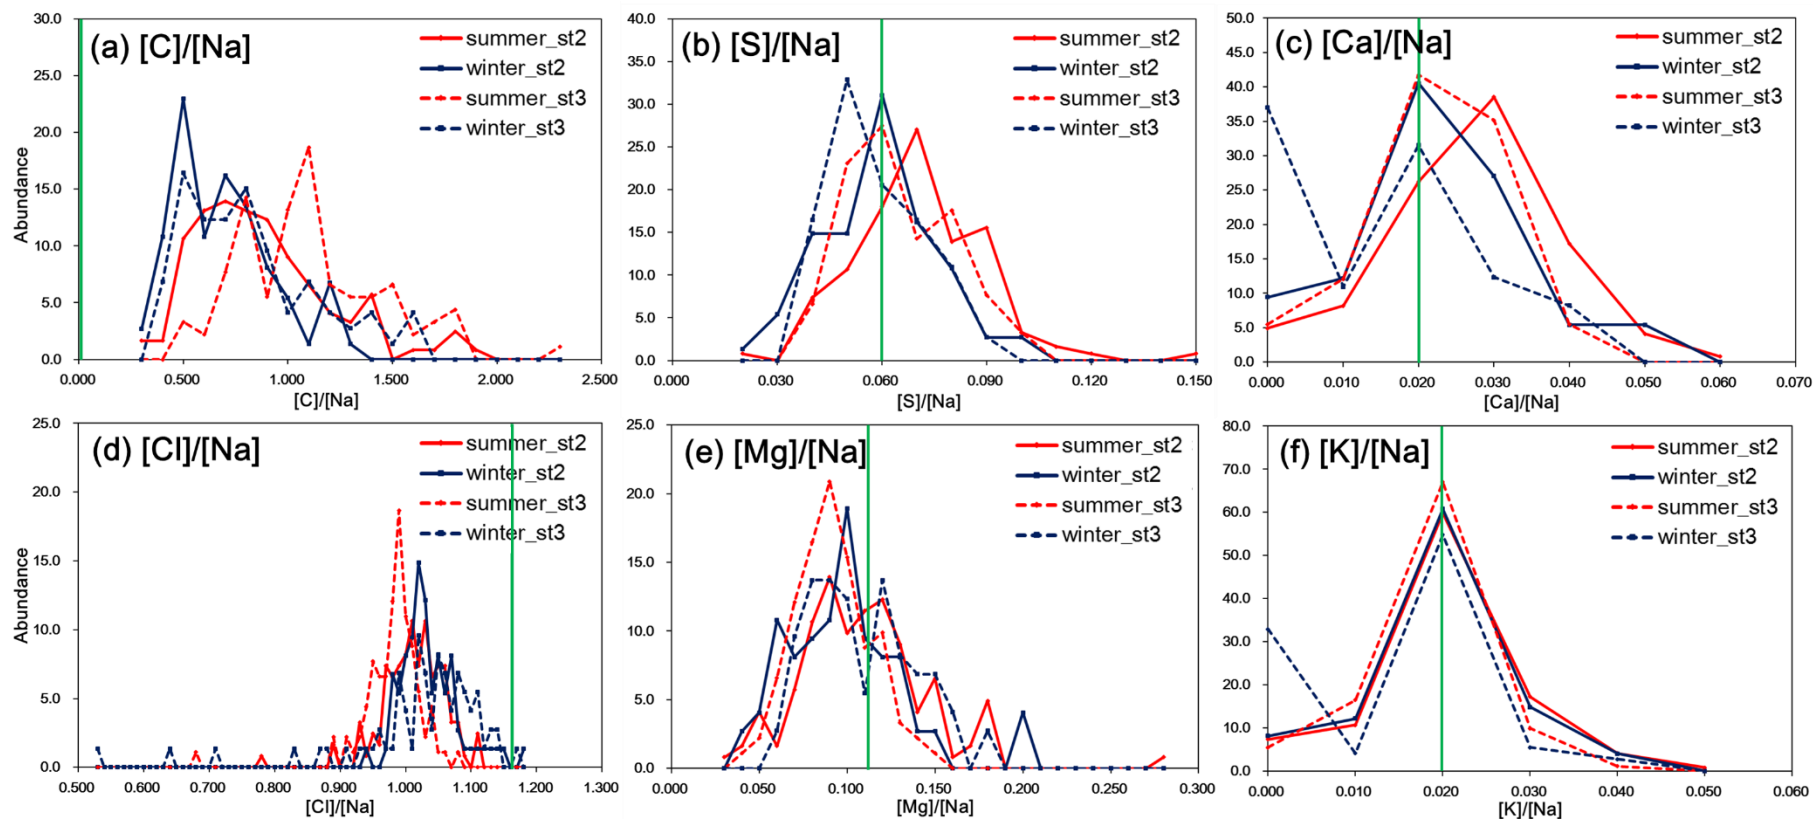 (a) [C]/[Na]
summer_st2
winter_st2
summer_st3
winter_st3
Abundance
30.0
25.0
20.0
15.0
10.0
5.0
0.0
0.000 0.500 1.000 1.500 2.000 2.500
[C]/[Na]
(b) [S]/[Na]
summer_st2
winter_st2
summer_st3
winter_st3
40.0
35.0
30.0
25.0
20.0
15.0
10.0
5.0
0.0
0.000 0.030 0.060 0.090 0.120 0.150
[S]/[Na]
(c) [Ca]/[Na]
summer_st2
winter_st2
summer_st3
winter_st3
50.0
45.0
40.0
35.0
30.0
25.0
20.0
15.0
10.0
5.0
0.0
0.000 0.010 0.020 0.030 0.040 0.050 0.060 0.070
[Ca]/[Na]
(d) [Cl]/[Na]
summer_st2
winter_st2
summer_st3
winter_st3
Abundance
25.0
20.0
15.0
10.0
5.0
0.0
0.500 0.600 0.700 0.800 0.900 1.000 1.100 1.200 1.300
[Cl]/[Na]
(e) [Mg]/[Na]
summer_st2
winter_st2
summer_st3
winter_st3
25.0
20.0
15.0
10.0
5.0
0.0
0.000 0.050 0.100 0.150 0.200 0.250 0.300
[Mg]/[Na]
(f) [K]/[Na]
summer_st2
winter_st2
summer_st3
winter_st3
80.0
70.0
60.0
50.0
40.0
30.0
20.0
10.0
0.0
0.000 0.010 0.020 0.030 0.040 0.050 0.060
[K]/[Na]